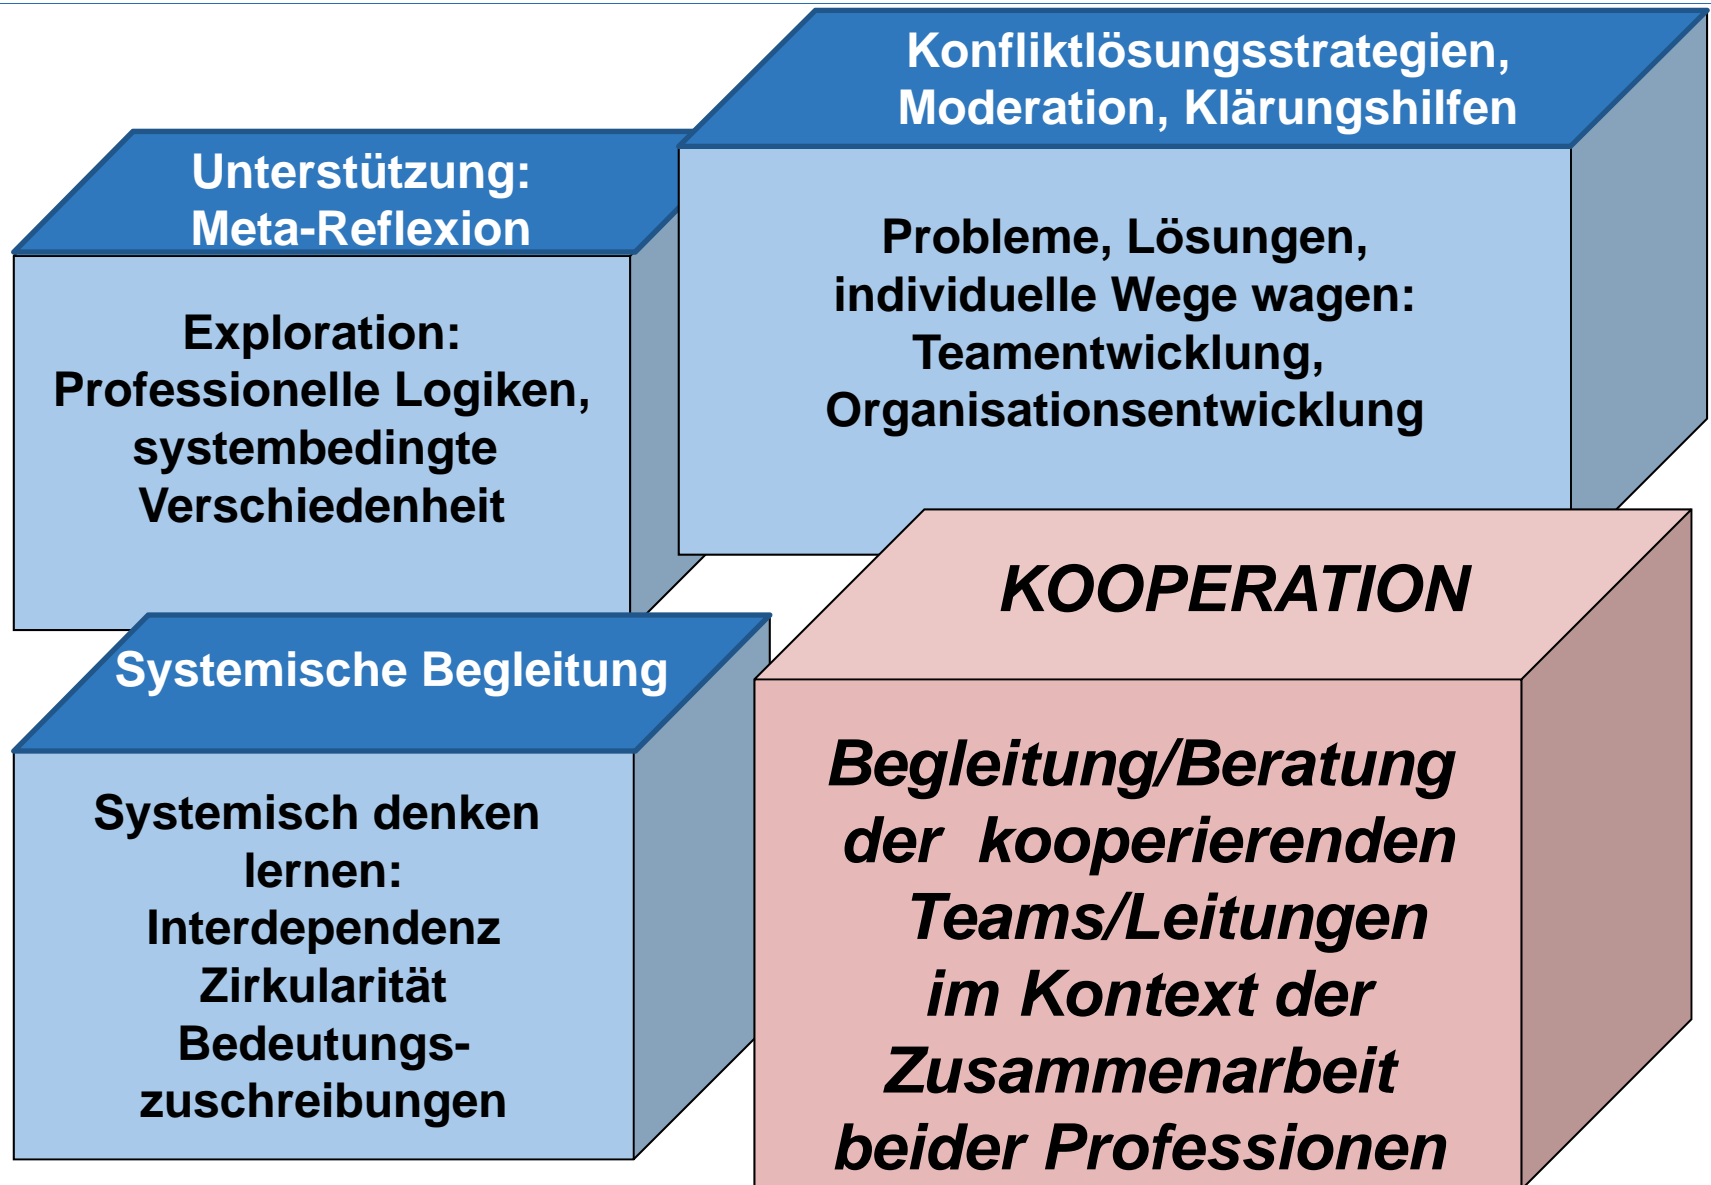 Unterstützung:
Meta-Reflexion
Exploration:
Professionelle Logiken,
systembedingte
Verschiedenheit
Konfliktlösungsstrategien,
Moderation, Klärungshilfen
Probleme, Lösungen,
individuelle Wege wagen:
Teamentwicklung,
Organisationsentwicklung
Systemische Begleitung
Systemisch denken
lernen:
Interdependenz
Zirkularität
Bedeutungs-
zuschreibungen
KOOPERATION
Begleitung/Beratung
der kooperierenden
Teams/Leitungen
im Kontext der
Zusammenarbeit
beider Professionen